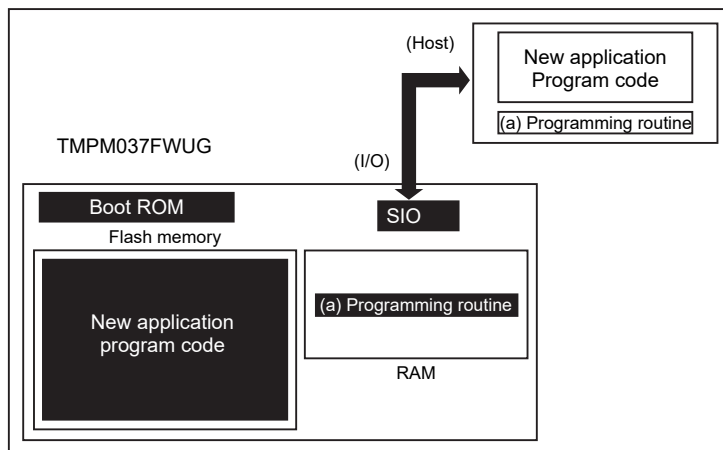 (Host)
New application
Program code
(a) Programming routine
TMPM037FWUG
(I/O)
Boot ROM
SIO
Flash memory
(a) Programming routine
New application
program code
RAM